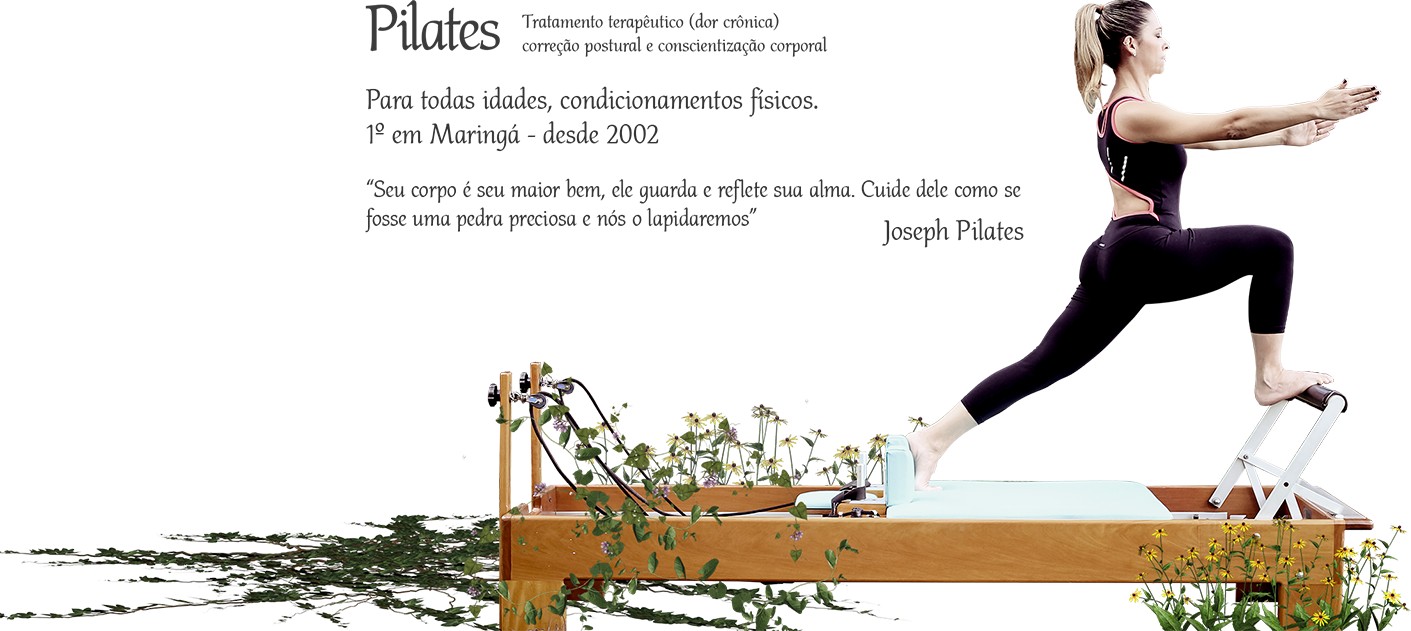 Pilates
Tratamento terapêutico (dor crônica)
correção postural e conscientização corporal
Para todas idades, condicionamentos físicos.
1º em Maringá - desde 2002
“Seu corpo é seu maior bem, ele guarda e reflete sua alma. Cuide dele como se
fosse uma pedra preciosa e nós o lapidaremos”
Joseph Pilates